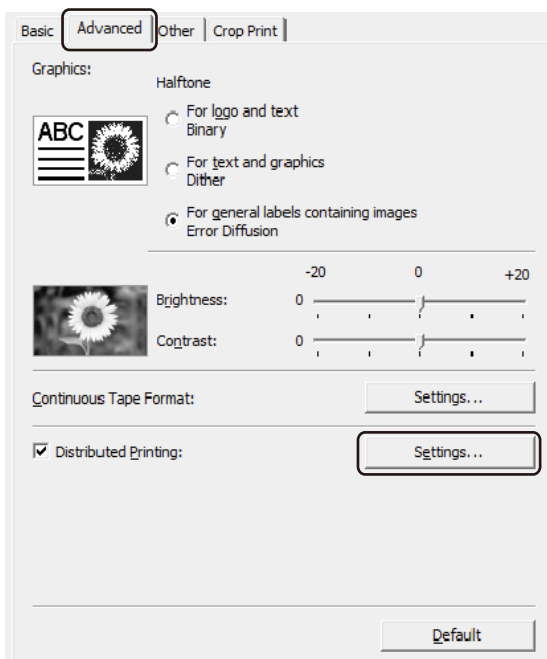 Basic Advanced Other Crop Print
Graphics:
Halftone
For logo and text
Binary
ABC
For text and graphics
Dither
For general labels containing images
Error Diffusion
-20 0 +20
Brightness: 0
Contrast: 0
Continuous Tape Format: Settings...
Distributed Printing: Settings...
Default